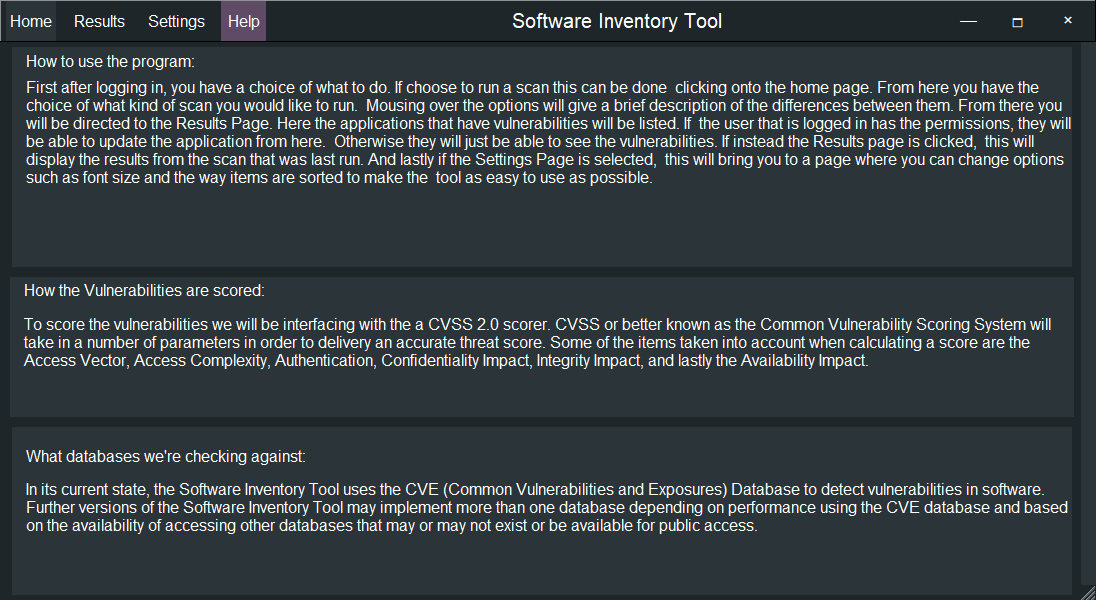 Home Results Settings Help Software Inventory Tool
How to use the program:
First after logging in, you have a choice of what to do. If choose to run a scan this can be done  clicking onto the home page. From here you have the
choice of what kind of scan you would like to run.  Mousing over the options will give a brief description of the differences between them. From there you
will be directed to the Results Page. Here the applications that have vulnerabilities will be listed. If  the user that is logged in has the permissions, they will
be able to update the application from here.  Otherwise they will just be able to see the vulnerabilities. If instead the Results page is clicked,  this will
display the results from the scan that was last run. And lastly if the Settings Page is selected,  this will bring you to a page where you can change options
such as font size and the way items are sorted to make the  tool as easy to use as possible.
How the Vulnerabilities are scored:
To score the vulnerabilities we will be interfacing with the a CVSS 2.0 scorer. CVSS or better known as the Common Vulnerability Scoring System will
take in a number of parameters in order to delivery an accurate threat score. Some of the items taken into account when calculating a score are the
Access Vector, Access Complexity, Authentication, Confidentiality Impact, Integrity Impact, and lastly the Availability Impact.
What databases we're checking against:
In its current state, the Software Inventory Tool uses the CVE (Common Vulnerabilities and Exposures) Database to detect vulnerabilities in software.
Further versions of the Software Inventory Tool may implement more than one database depending on performance using the CVE database and based
on the availability of accessing other databases that may or may not exist or be available for public access.